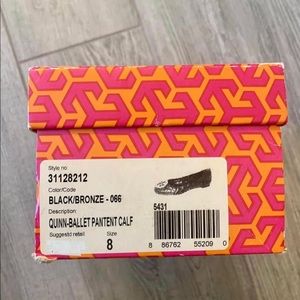 Style no
31128212
Color/Code
BLACK/BRONZE - 066
Description:
QUINN-BALLET PANTENT CALF
Suggestd retail
Size
8
5431
8 86762 55209 0